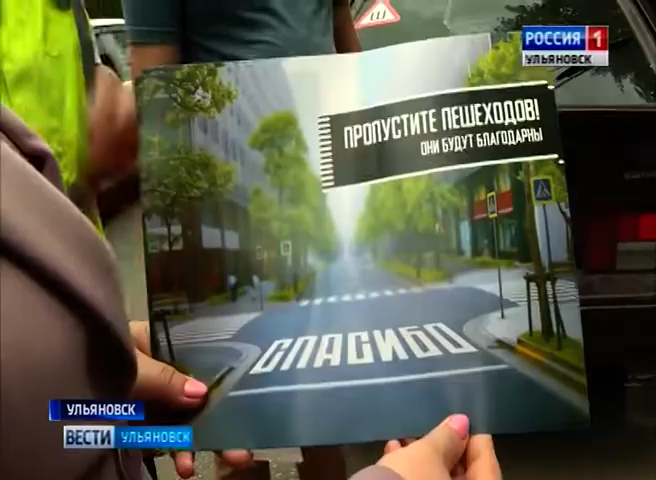 РОССИЯ 1
УЛЬЯНОВСК
ПРОПУСТИТЕ ПЕШЕХОДОВ!
ОНИ БУДУТ БЛАГОДАРНЫ
СПАСИБО
УЛЬЯНОВСК
ВЕСТИ УЛЬЯНОВСК